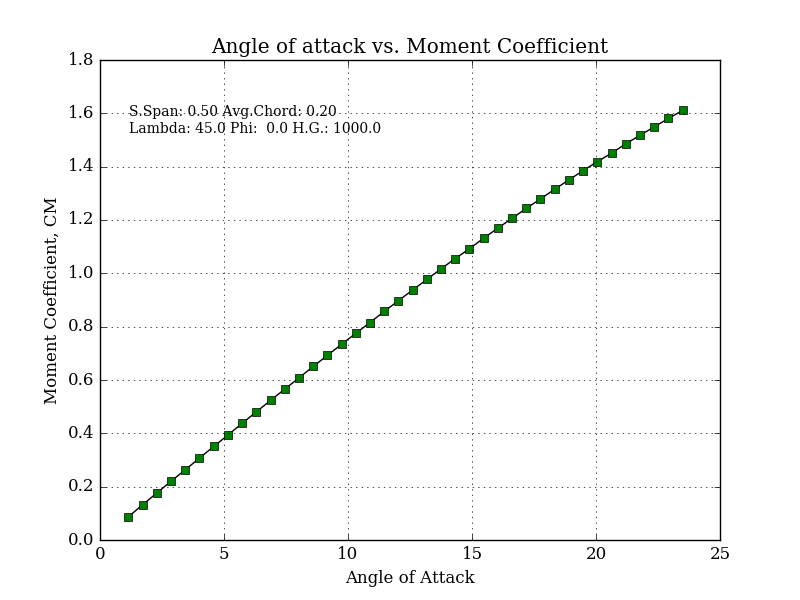 Angle of attack vs. Moment Coefficient
1.8
1.6
1.4
1.2
1.0
0.8
0.6
0.4
0.2
0.0
S.Span: 0.50 Avg.Chord: 0.20
Lambda: 45.0 Phi:  0.0 H.G.: 1000.0
Moment Coefficient, CM
0 5 10 15 20 25
Angle of Attack